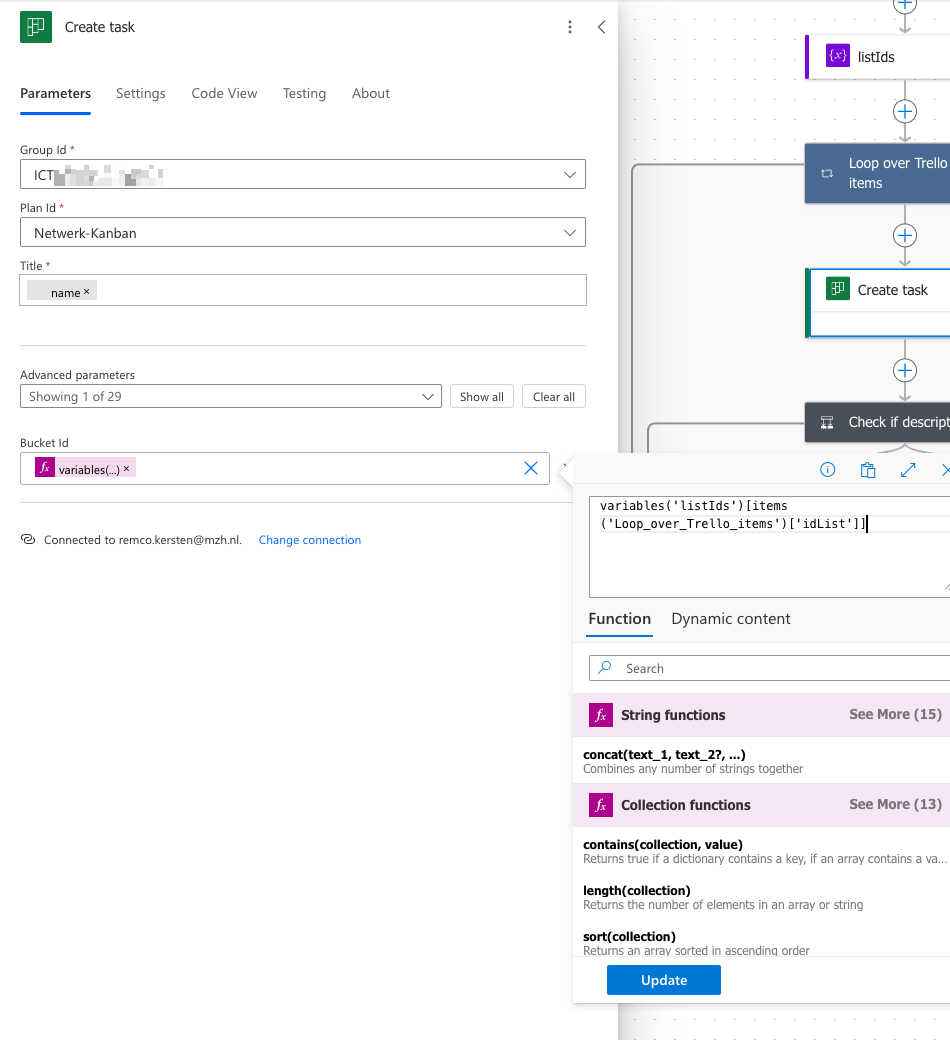 Create task
Parameters Settings Code View Testing About
Group Id *
ICT
Plan Id *
Netwerk-Kanban
Title *
name ×
Advanced parameters
Showing 1 of 29
Show all
Clear all
Bucket Id
fx variables(...) ×
Connected to remco.kersten@mzh.nl. Change connection
{x} listIds
Loop over Trello
items
Create task
Check if descript
variables('listIds')[items
('Loop_over_Trello_items')['idList']]
Function Dynamic content
Search
fx String functions See More (15)
concat(text_1, text_2?, ...)
Combines any number of strings together
fx Collection functions See More (13)
contains(collection, value)
Returns true if a dictionary contains a key, if an array contains a va...
length(collection)
Returns the number of elements in an array or string
sort(collection)
Returns an array sorted in ascending order
Update